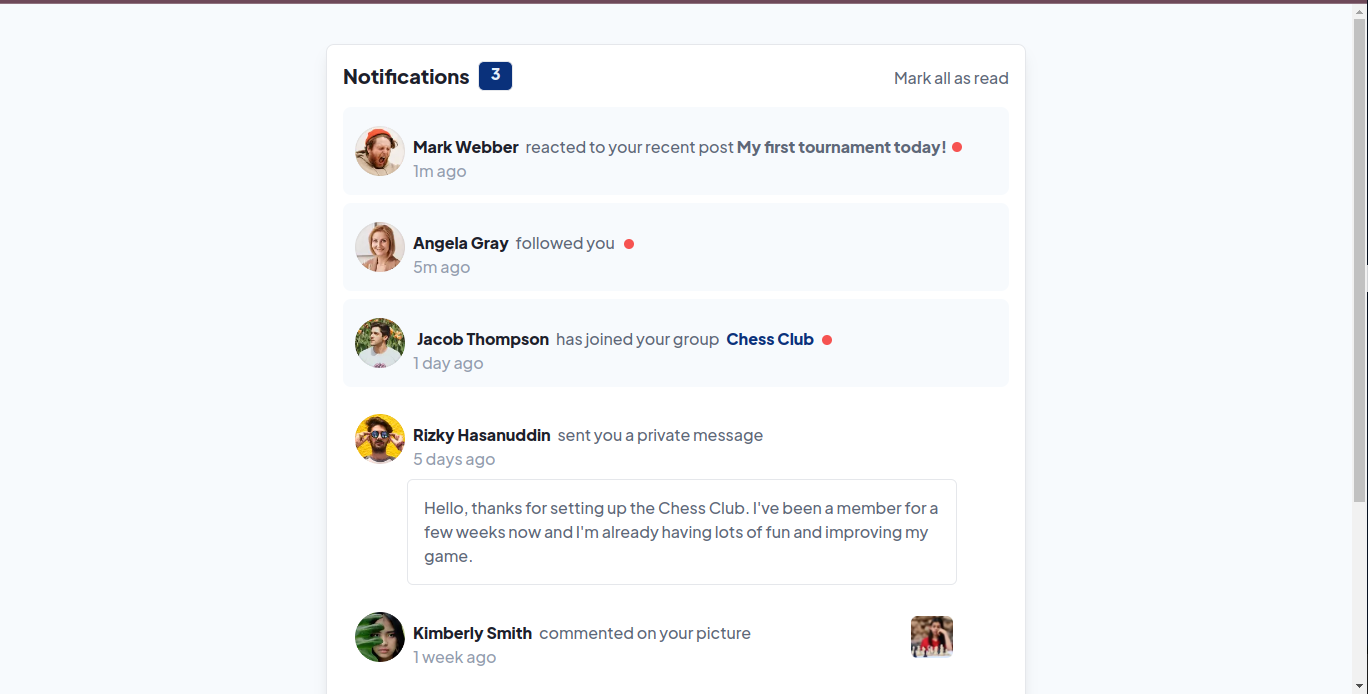 Notifications 3 Mark all as read
Mark Webber reacted to your recent post My first tournament today!
1m ago
Angela Gray followed you
5m ago
Jacob Thompson has joined your group Chess Club
1 day ago
Rizky Hasanuddin sent you a private message
5 days ago
Hello, thanks for setting up the Chess Club. I've been a member for a
few weeks now and I'm already having lots of fun and improving my
game.
Kimberly Smith commented on your picture
1 week ago